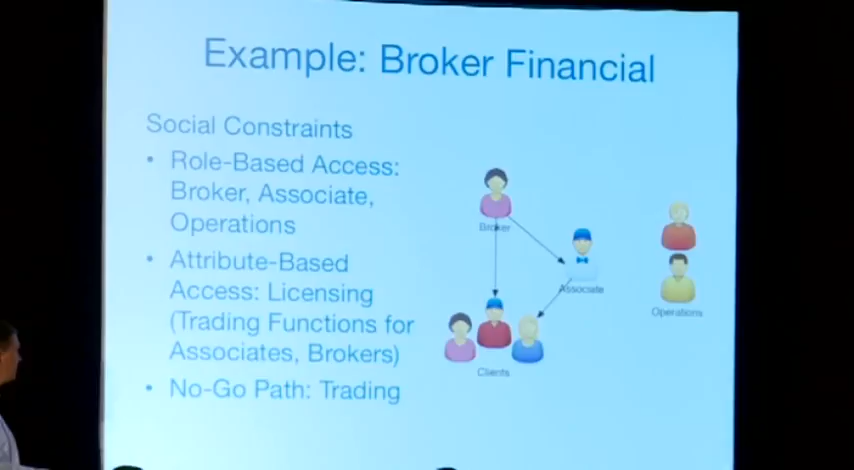 Example: Broker Financial
Social Constraints
• Role-Based Access:
Broker, Associate,
Operations
• Attribute-Based
Access: Licensing
(Trading Functions for
Associates, Brokers)
• No-Go Path: Trading
Broker
Associate
Operations
Clients